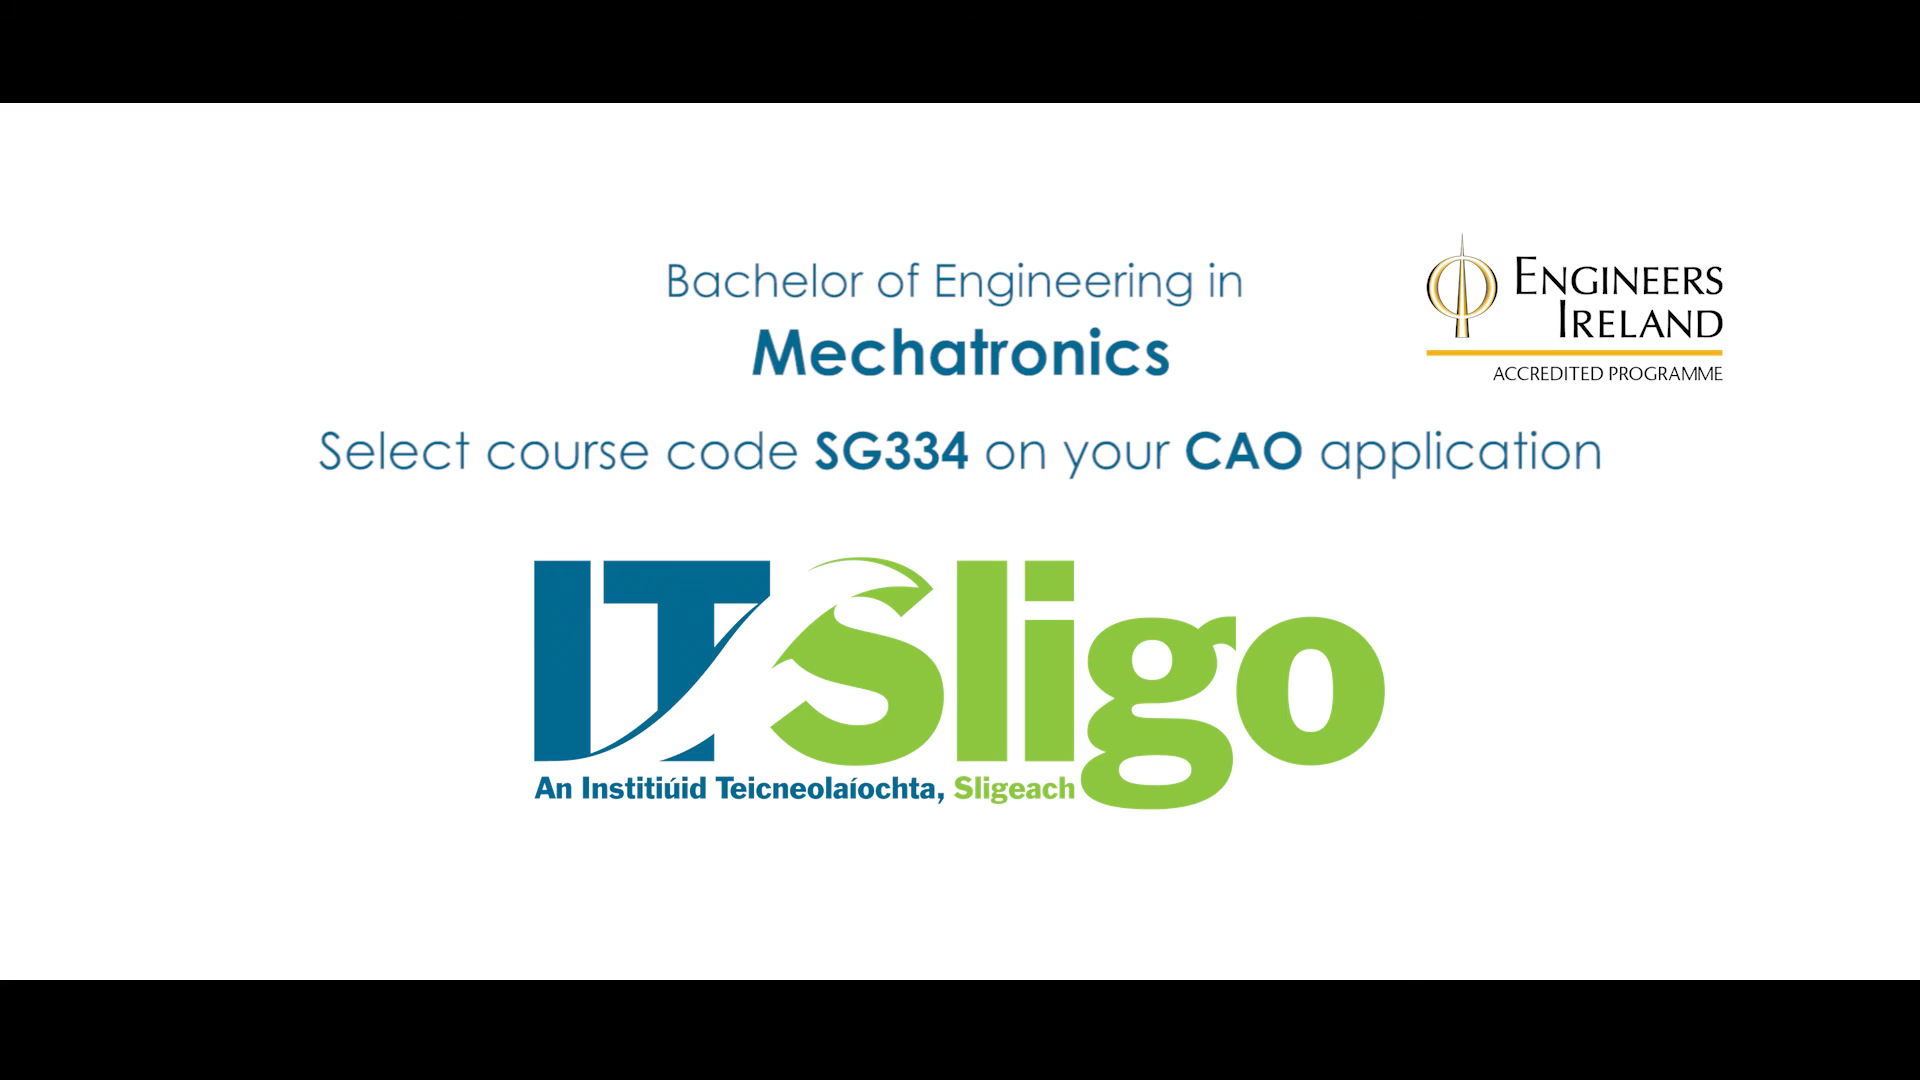 Bachelor of Engineering in
Mechatronics
ENGINEERS
IRELAND
ACCREDITED PROGRAMME
Select course code SG334 on your CAO application
IT Sligo
An Institiúid Teicneolaíochta, Sligeach